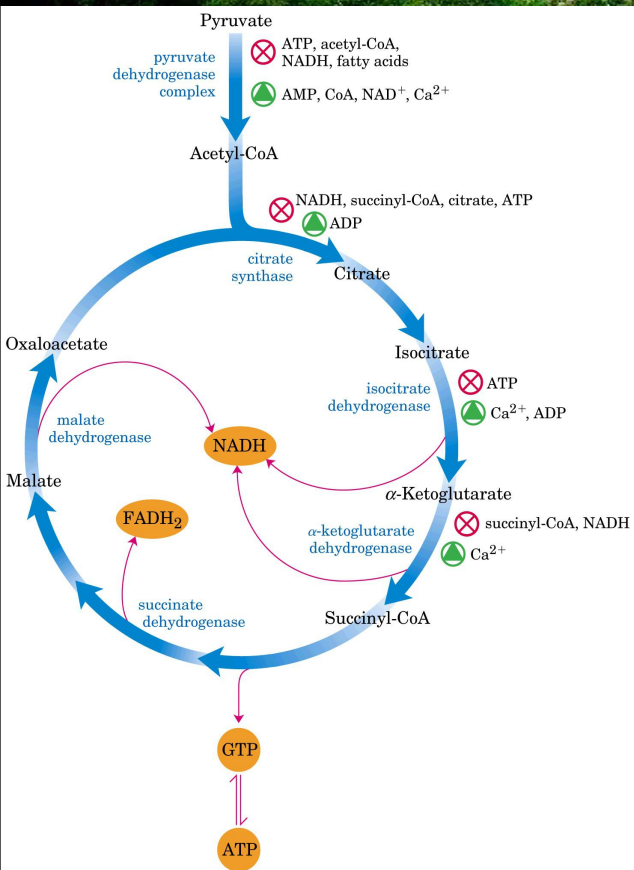 Pyruvate
ATP, acetyl-CoA,
NADH, fatty acids
pyruvate
dehydrogenase
complex
AMP, CoA, NAD⁺, Ca²⁺
Acetyl-CoA
NADH, succinyl-CoA, citrate, ATP
ADP
citrate
synthase
Citrate
Oxaloacetate
Isocitrate
isocitrate
dehydrogenase
ATP
Ca²⁺, ADP
malate
dehydrogenase
NADH
Malate
α-Ketoglutarate
FADH₂
α-ketoglutarate
dehydrogenase
succinyl-CoA, NADH
Ca²⁺
succinate
dehydrogenase
Succinyl-CoA
GTP
ATP